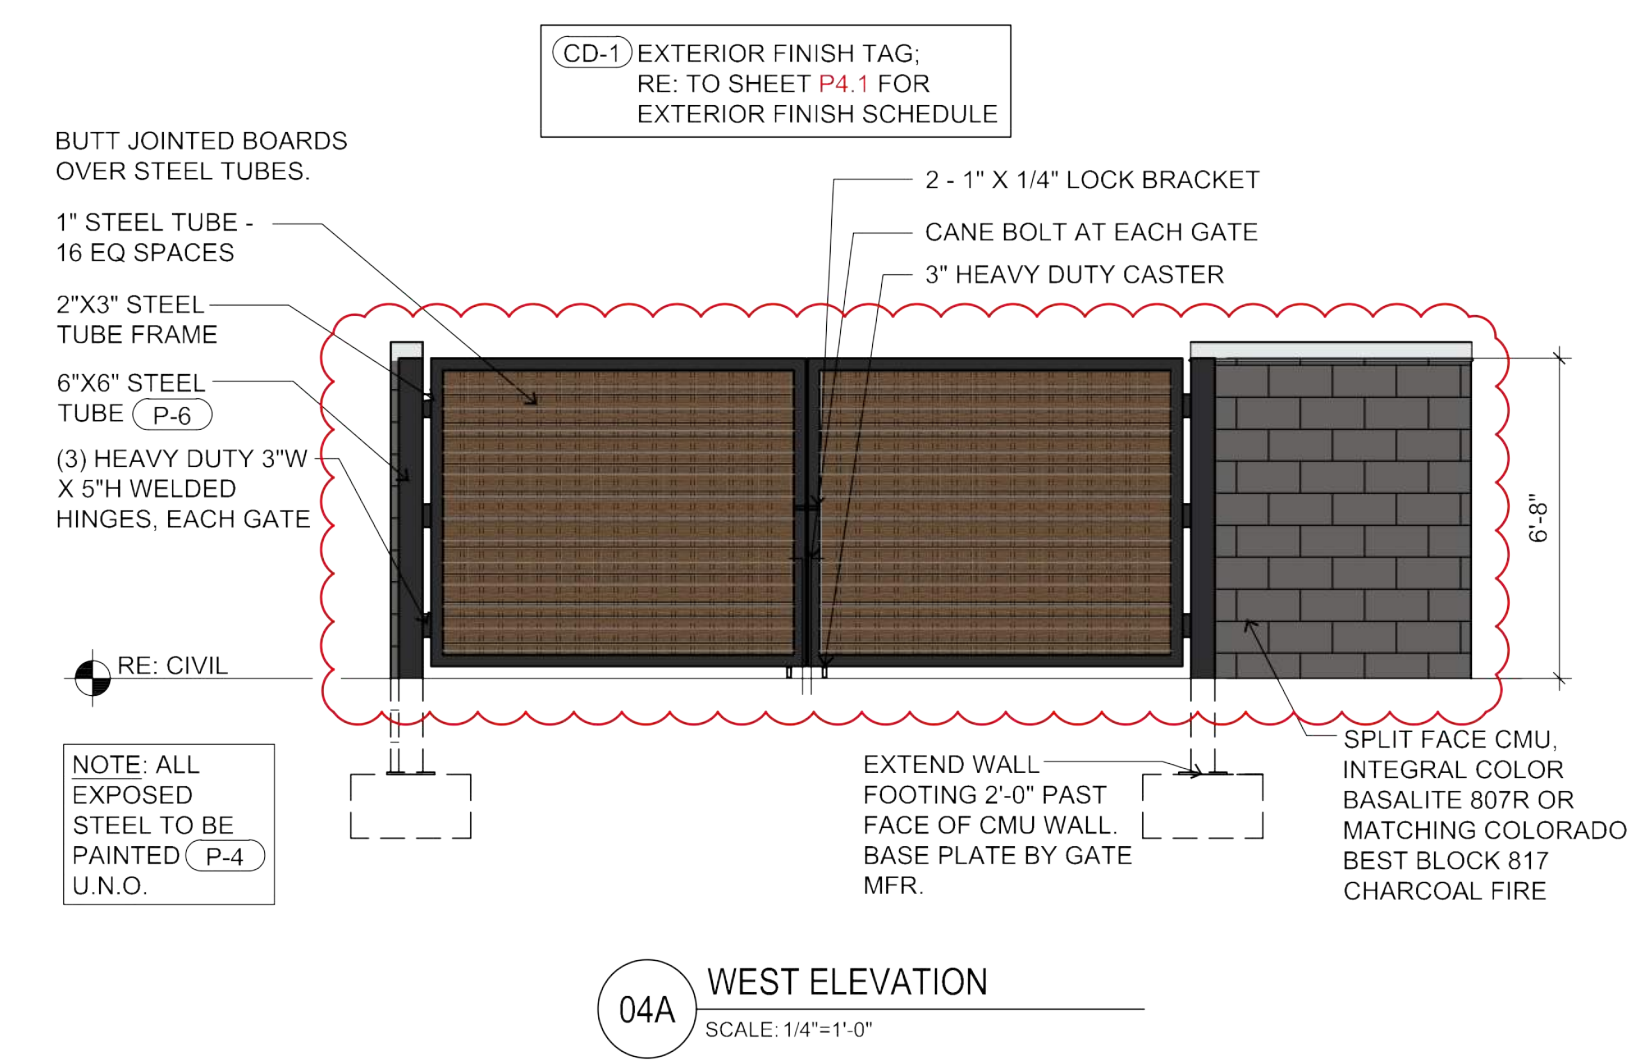 CD-1 EXTERIOR FINISH TAG;
RE: TO SHEET P4.1 FOR
EXTERIOR FINISH SCHEDULE
BUTT JOINTED BOARDS
OVER STEEL TUBES.
1" STEEL TUBE -
16 EQ SPACES
2"X3" STEEL
TUBE FRAME
6"X6" STEEL
TUBE P-6
(3) HEAVY DUTY 3"W
X 5"H WELDED
HINGES, EACH GATE
RE: CIVIL
NOTE: ALL
EXPOSED
STEEL TO BE
PAINTED P-4
U.N.O.
2 - 1" X 1/4" LOCK BRACKET
CANE BOLT AT EACH GATE
3" HEAVY DUTY CASTER
6'-8"
EXTEND WALL
FOOTING 2'-0" PAST
FACE OF CMU WALL.
BASE PLATE BY GATE
MFR.
SPLIT FACE CMU,
INTEGRAL COLOR
BASALITE 807R OR
MATCHING COLORADO
BEST BLOCK 817
CHARCOAL FIRE
04A
WEST ELEVATION
SCALE: 1/4"=1'-0"